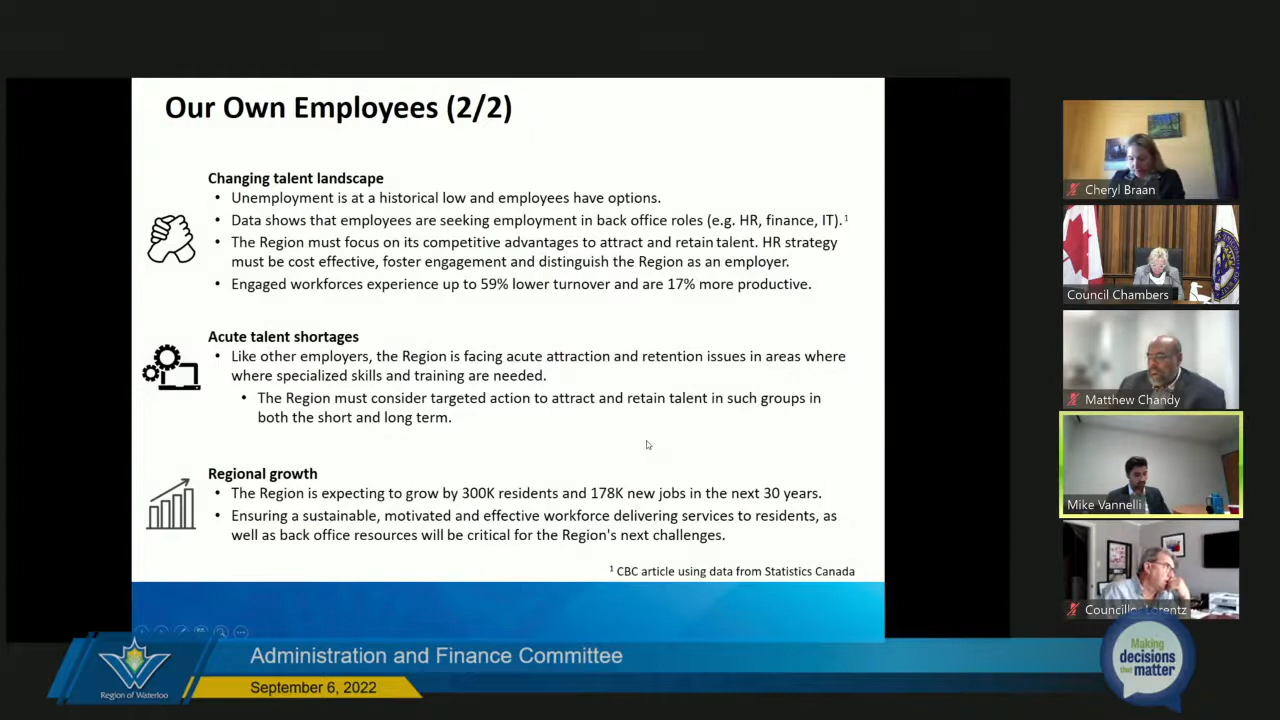 Our Own Employees (2/2)
Changing talent landscape
• Unemployment is at a historical low and employees have options.
• Data shows that employees are seeking employment in back office roles (e.g. HR, finance, IT).¹
• The Region must focus on its competitive advantages to attract and retain talent. HR strategy
must be cost effective, foster engagement and distinguish the Region as an employer.
• Engaged workforces experience up to 59% lower turnover and are 17% more productive.
Acute talent shortages
• Like other employers, the Region is facing acute attraction and retention issues in areas where
where specialized skills and training are needed.
• The Region must consider targeted action to attract and retain talent in such groups in
both the short and long term.
Regional growth
• The Region is expecting to grow by 300K residents and 178K new jobs in the next 30 years.
• Ensuring a sustainable, motivated and effective workforce delivering services to residents, as
well as back office resources will be critical for the Region's next challenges.
¹ CBC article using data from Statistics Canada
Cheryl Braan
Council Chambers
Matthew Chandy
Mike Vannelli
Councillor Lorentz
Region of Waterloo
Administration and Finance Committee
September 6, 2022
Making
decisions
that matter